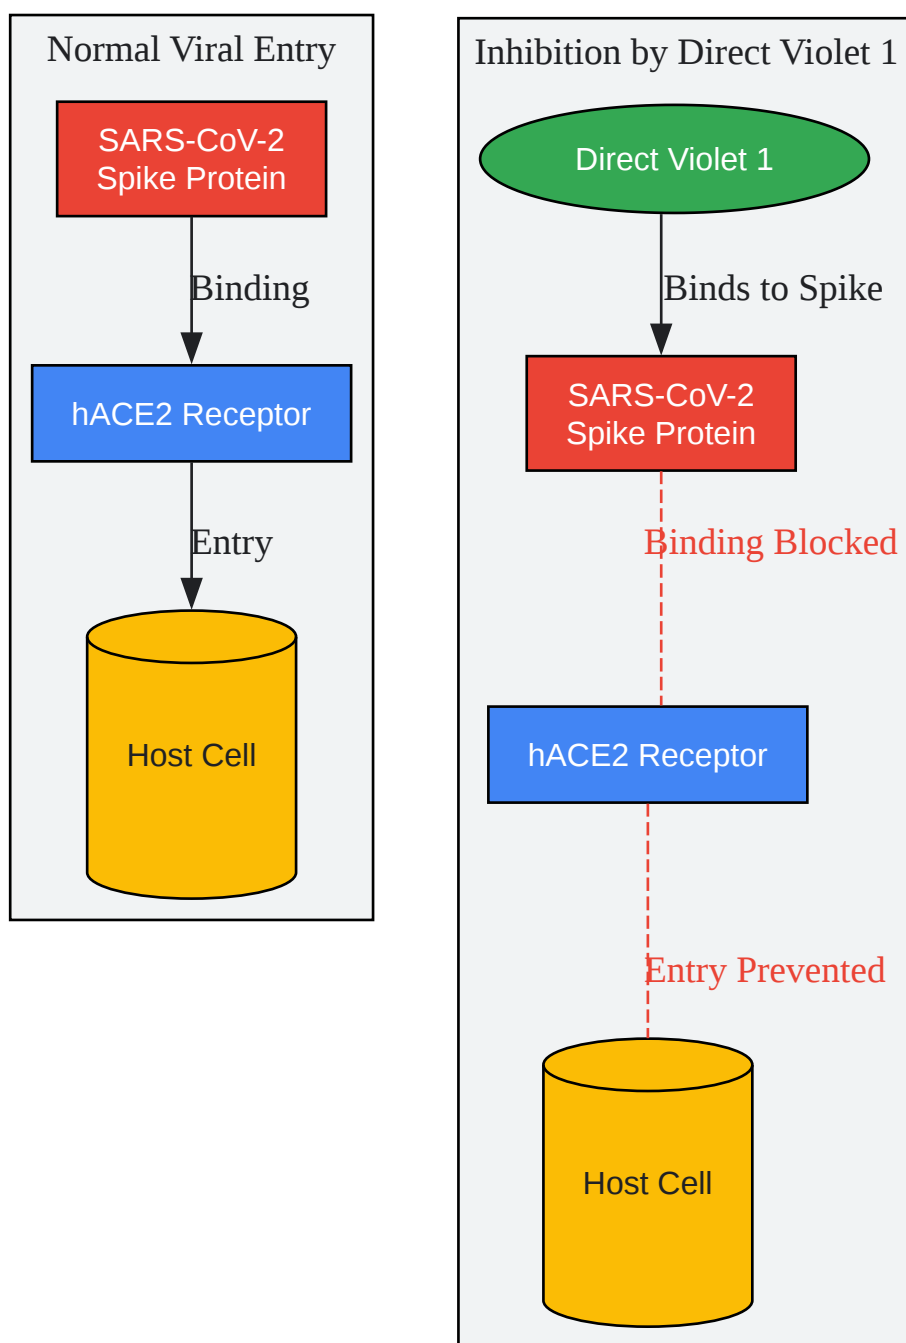 Normal Viral Entry
SARS-CoV-2
Spike Protein
Binding
hACE2 Receptor
Entry
Host Cell
Inhibition by Direct Violet 1
Direct Violet 1
Binds to Spike
SARS-CoV-2
Spike Protein
Binding Blocked
hACE2 Receptor
Entry Prevented
Host Cell